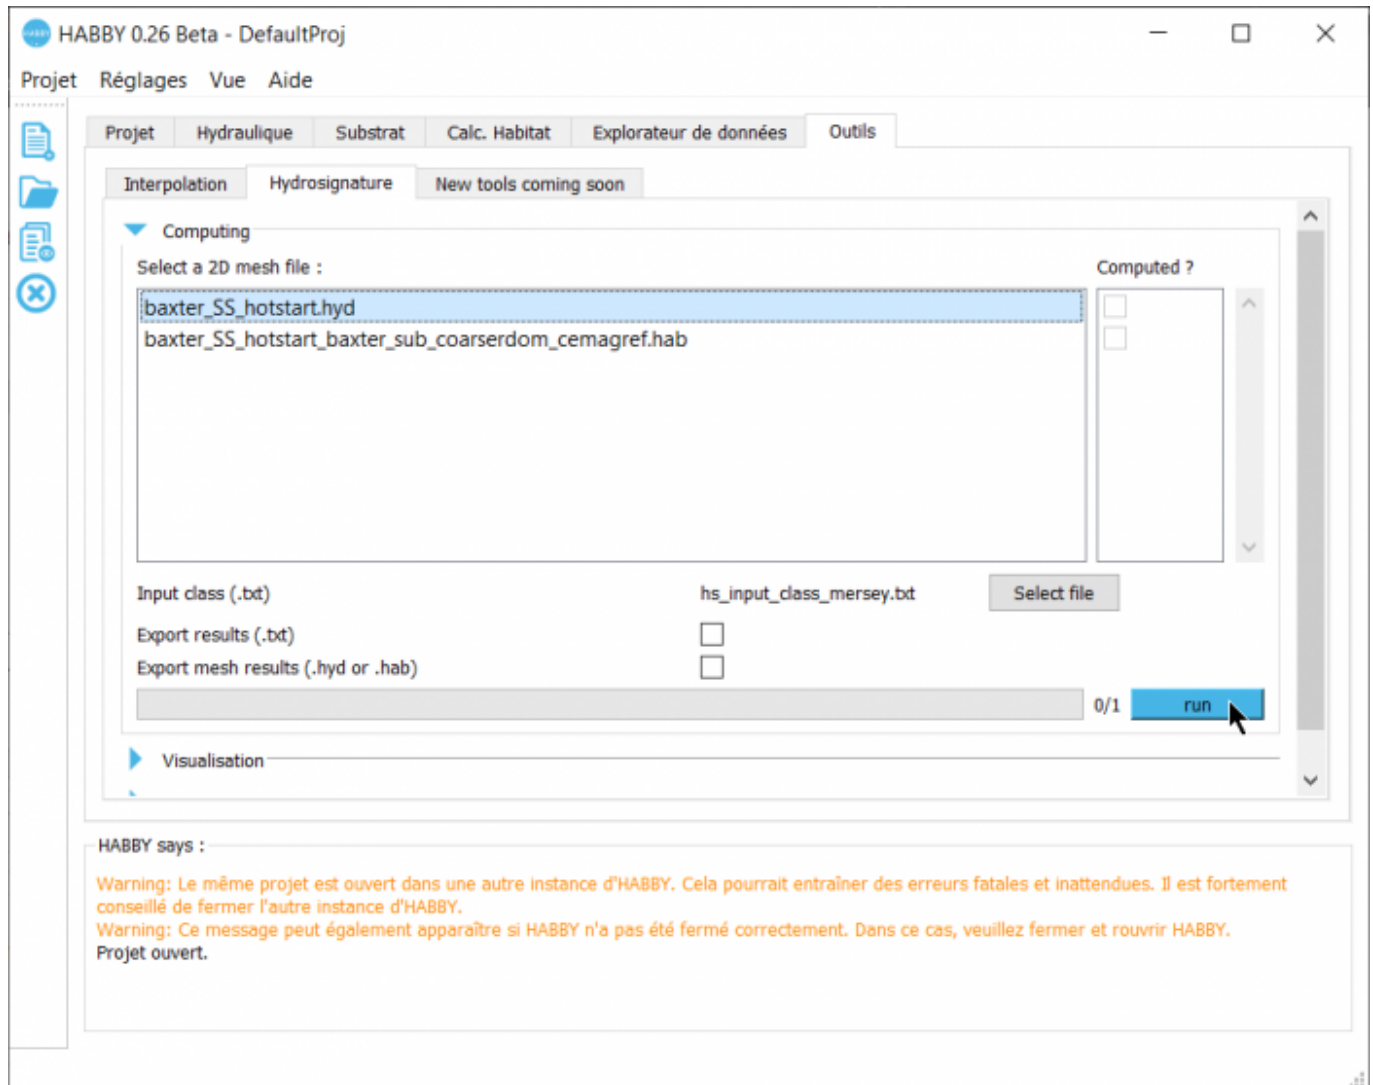 HABBY 0.26 Beta - DefaultProj
Projet Réglages Vue Aide
Projet Hydraulique Substrat Calc. Habitat Explorateur de données Outils
Interpolation Hydrosignature New tools coming soon
Computing
Select a 2D mesh file : Computed ?
baxter_SS_hotstart.hyd
baxter_SS_hotstart_baxter_sub_coarserdom_cemagref.hab
Input class (.txt) hs_input_class_mersey.txt Select file
Export results (.txt)
Export mesh results (.hyd or .hab)
0/1 run
Visualisation
HABBY says :
Warning: Le même projet est ouvert dans une autre instance d'HABBY. Cela pourrait entraîner des erreurs fatales et inattendues. Il est fortement
conseillé de fermer l'autre instance d'HABBY.
Warning: Ce message peut également apparaître si HABBY n'a pas été fermé correctement. Dans ce cas, veuillez fermer et rouvrir HABBY.
Projet ouvert.